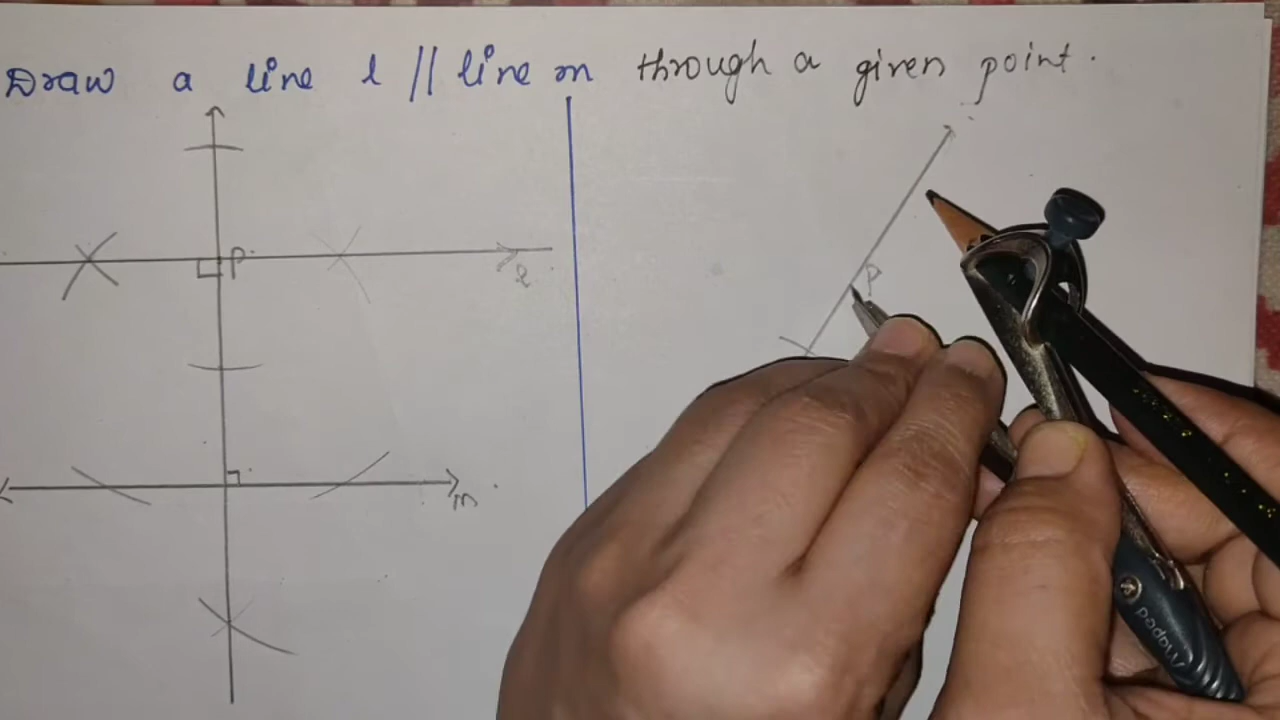 Draw a line l // line m through a given point.
P.
l
m.
P
Maped